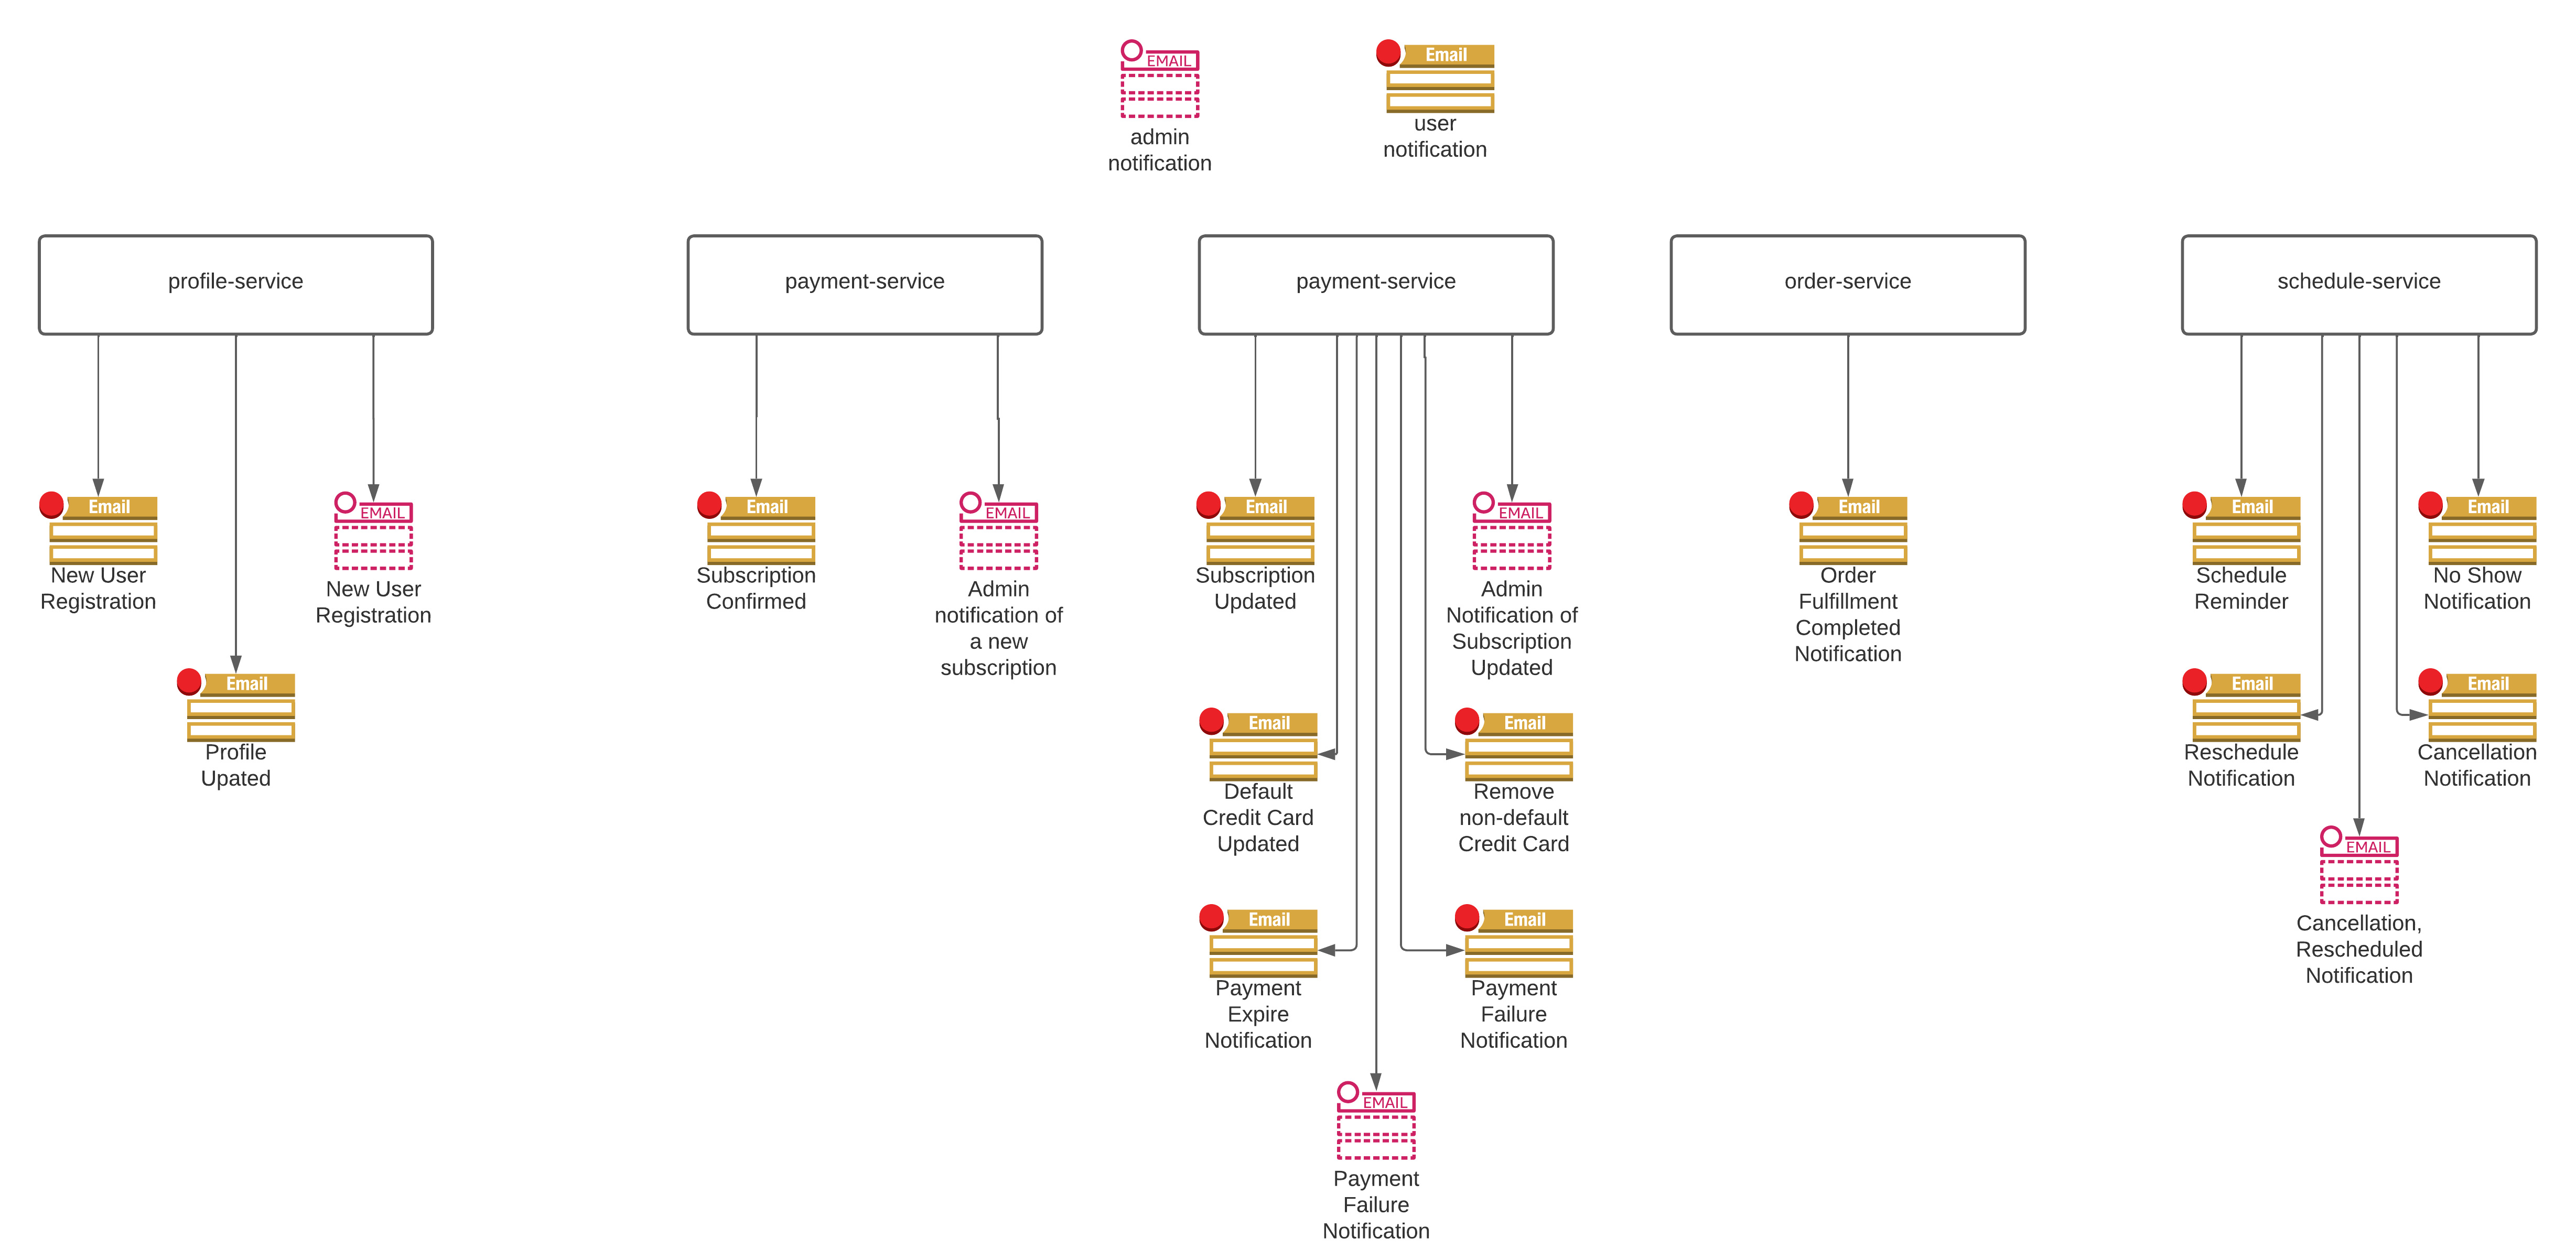 EMAIL
admin
notification
Email
user
notification
profile-service
payment-service
payment-service
order-service
schedule-service
Email
New User
Registration
EMAIL
New User
Registration
Email
Profile
Upated
Email
Subscription
Confirmed
EMAIL
Admin
notification of
a new
subscription
Email
Subscription
Updated
EMAIL
Admin
Notification of
Subscription
Updated
Email
Default
Credit Card
Updated
Email
Remove
non-default
Credit Card
Email
Payment
Expire
Notification
Email
Payment
Failure
Notification
EMAIL
Payment
Failure
Notification
Email
Order
Fulfillment
Completed
Notification
Email
Schedule
Reminder
Email
No Show
Notification
Email
Reschedule
Notification
Email
Cancellation
Notification
EMAIL
Cancellation,
Rescheduled
Notification